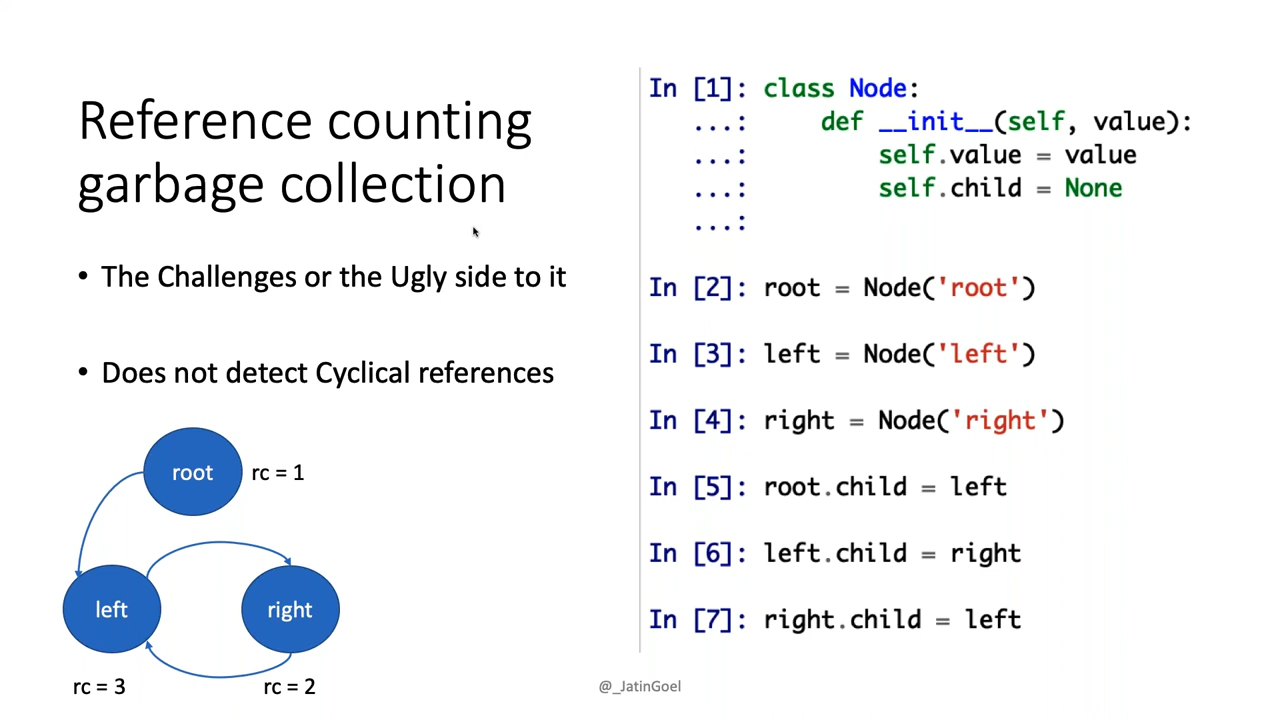 Reference counting
garbage collection
• The Challenges or the Ugly side to it
• Does not detect Cyclical references
root
rc = 1
left
right
rc = 3
rc = 2
In [1]: class Node:
...: def __init__(self, value):
...: self.value = value
...: self.child = None
...:
In [2]: root = Node('root')
In [3]: left = Node('left')
In [4]: right = Node('right')
In [5]: root.child = left
In [6]: left.child = right
In [7]: right.child = left
@_JatinGoel